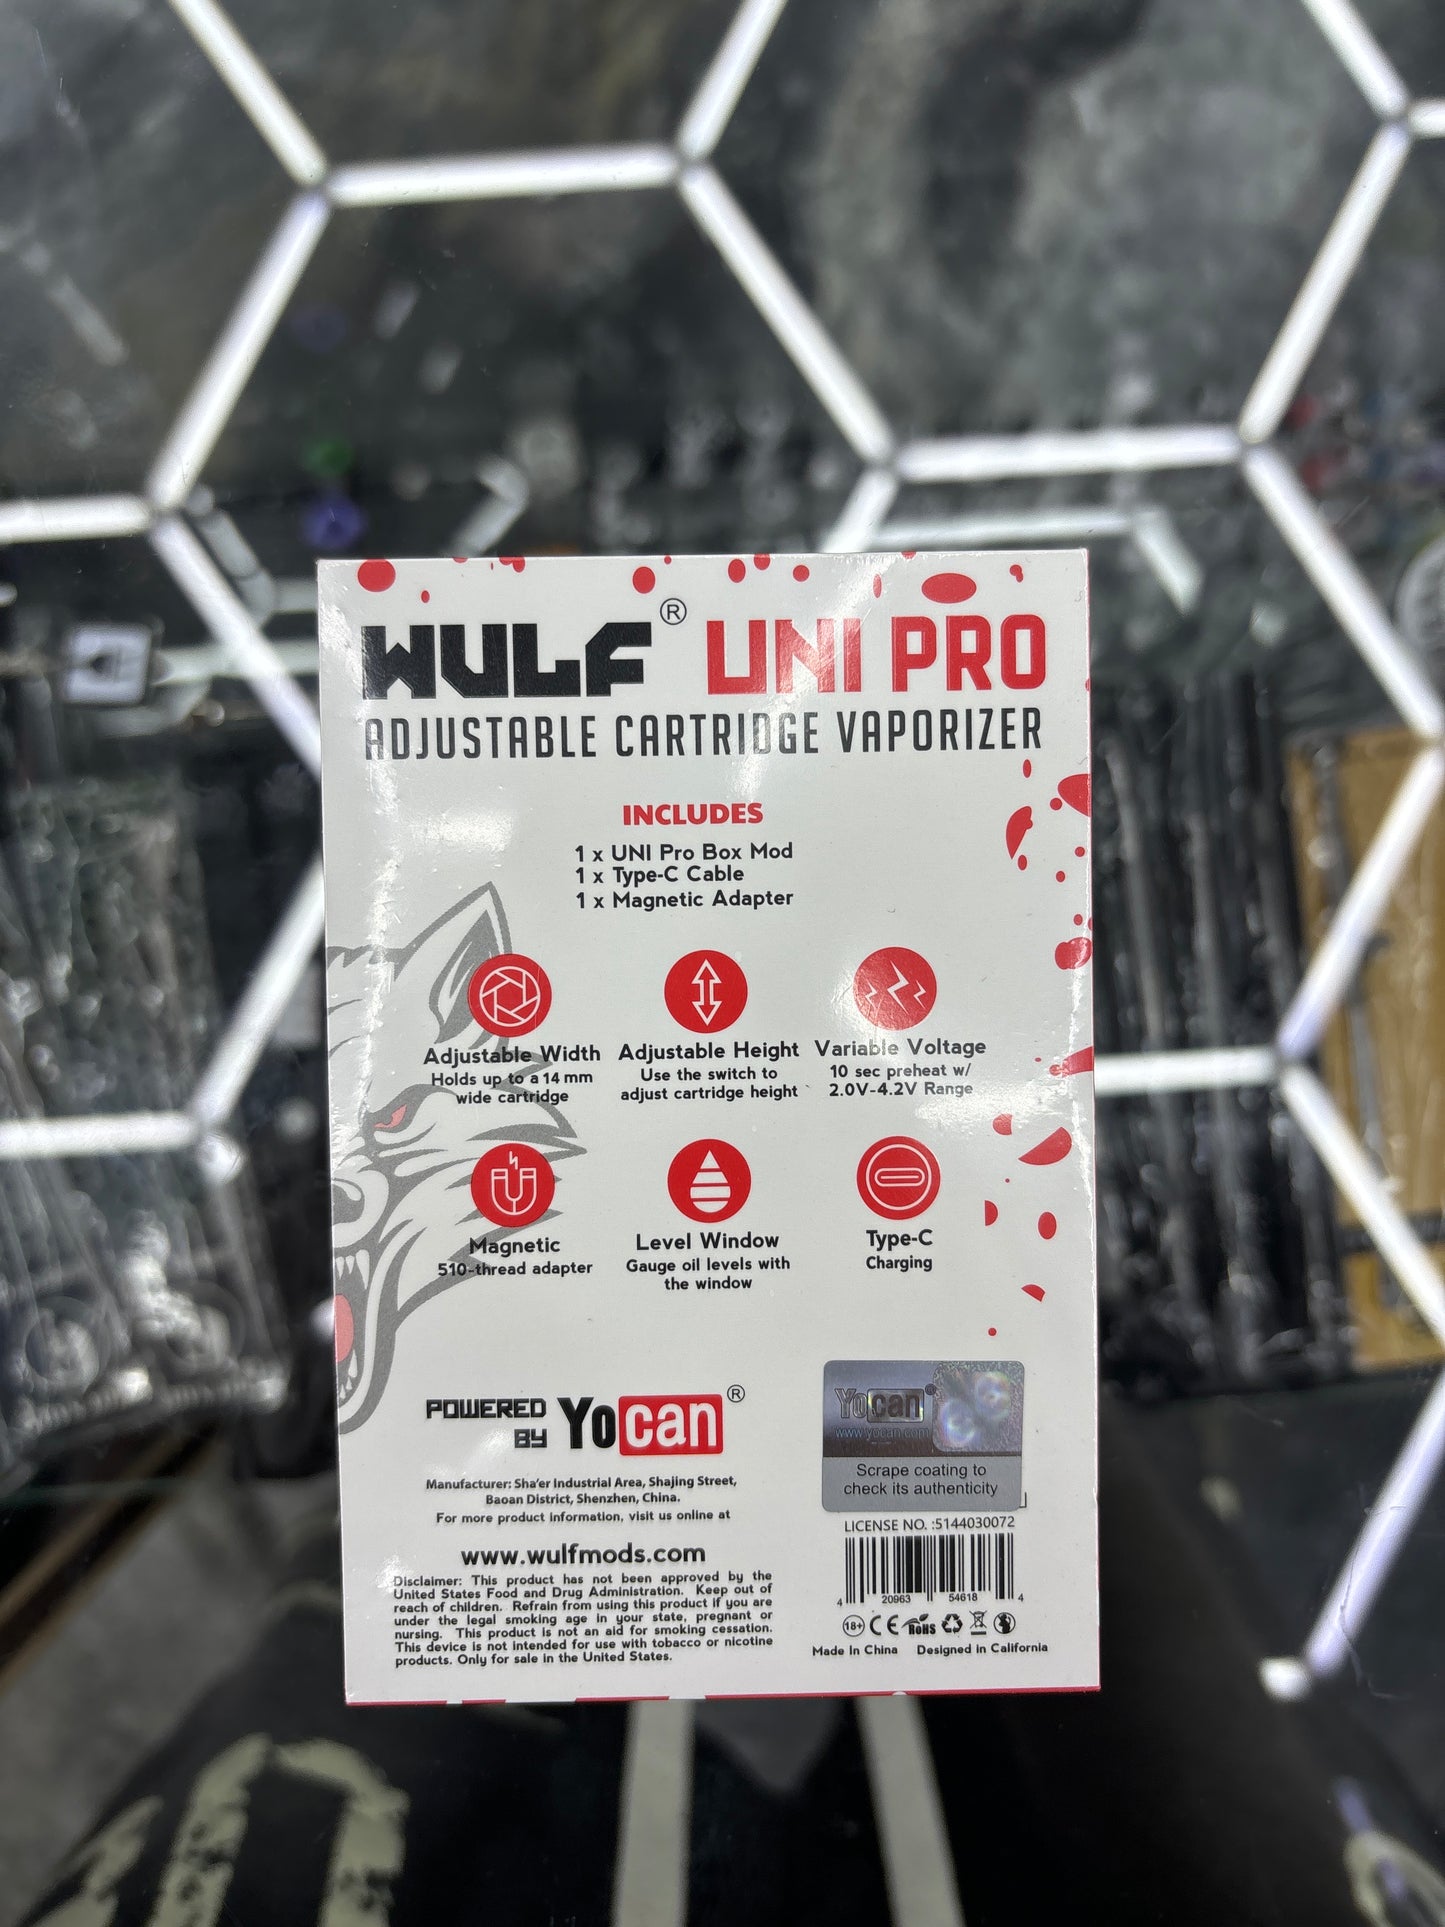 WULF® UNI PRO
ADJUSTABLE CARTRIDGE VAPORIZER
INCLUDES
1 x UNI Pro Box Mod
1 x Type-C Cable
1 x Magnetic Adapter
Adjustable Width
Holds up to a 14 mm
wide cartridge
Adjustable Height
Use the switch to
adjust cartridge height
Variable Voltage
10 sec preheat w/
2.0V-4.2V Range
Magnetic
510-thread adapter
Level Window
Gauge oil levels with
the window
Type-C
Charging
POWERED
BY
Yocan®
Manufacturer: Sha'er Industrial Area, Shajing Street,
Baoan District, Shenzhen, China.
For more product information, visit us online at
www.wulfmods.com
Disclaimer: This product has not been approved by the
United States Food and Drug Administration. Keep out of
reach of children. Refrain from using this product if you are
under the legal smoking age in your state, pregnant or
nursing. This product is not an aid for smoking cessation.
This device is not intended for use with tobacco or nicotine
products. Only for sale in the United States.
Yocan®
www.yocan.com
Scrape coating to
check its authenticity
LICENSE NO. :5144030072
4 20963 54618 4
18+ CE RoHS
Made In China Designed in California